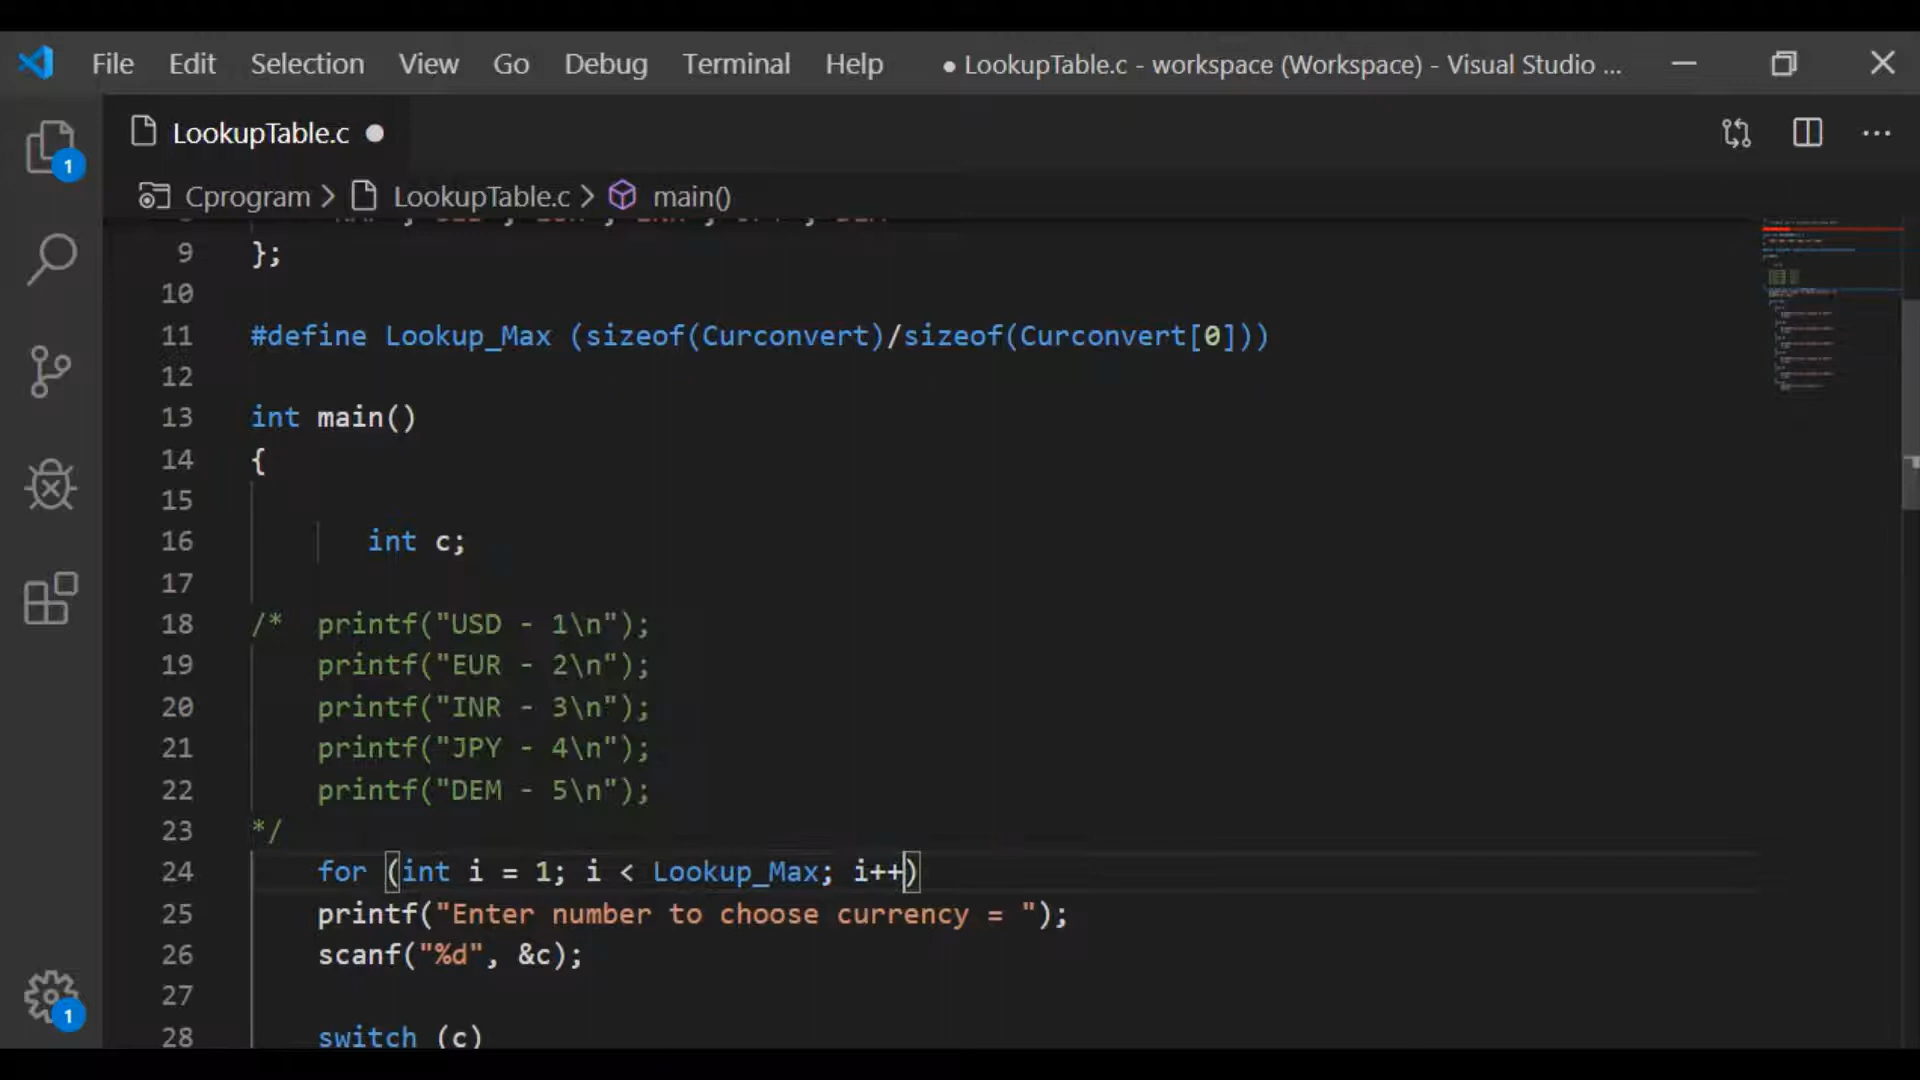 File Edit Selection View Go Debug Terminal Help ● LookupTable.c - workspace (Workspace) - Visual Studio ...
LookupTable.c
Cprogram > LookupTable.c > main()
9 };
10
11 #define Lookup_Max (sizeof(Curconvert)/sizeof(Curconvert[0]))
12
13 int main()
14 {
15
16 int c;
17
18 /* printf("USD - 1\n");
19 printf("EUR - 2\n");
20 printf("INR - 3\n");
21 printf("JPY - 4\n");
22 printf("DEM - 5\n");
23 */
24 for (int i = 1; i < Lookup_Max; i++)
25 printf("Enter number to choose currency = ");
26 scanf("%d", &c);
27
28 switch (c)
1
1